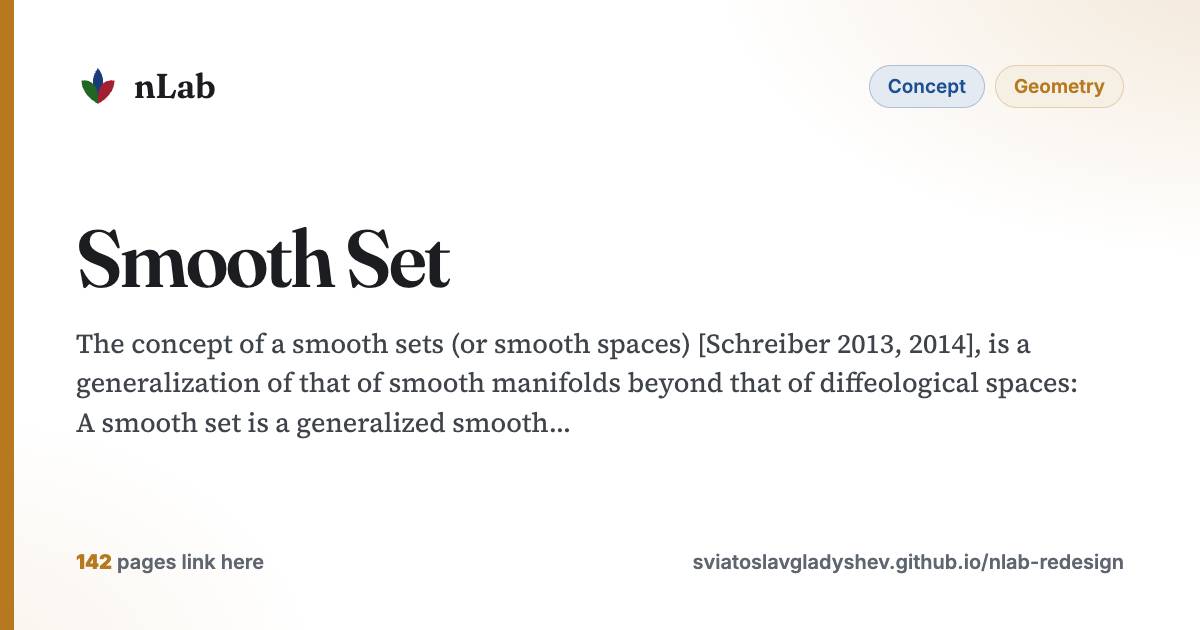 nLab
Concept
Geometry
Smooth Set
The concept of a smooth sets (or smooth spaces) [Schreiber 2013, 2014], is a
generalization of that of smooth manifolds beyond that of diffeological spaces:
A smooth set is a generalized smooth...
142 pages link here
sviatoslavgladyshev.github.io/nlab-redesign